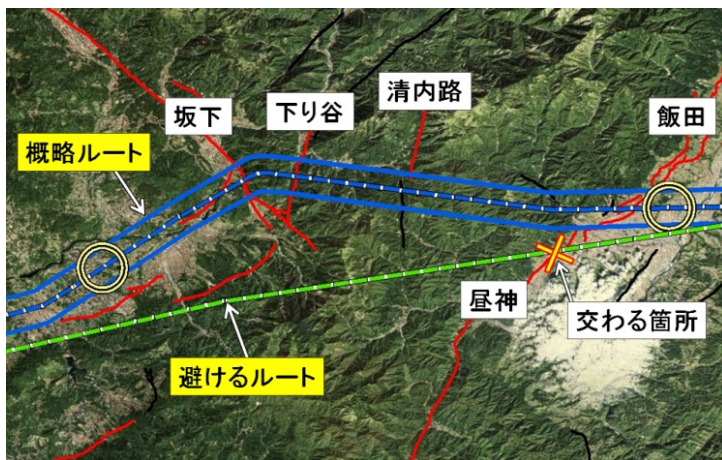 坂下
下り谷
清内路
飯田
概略ルート
昼神
交わる箇所
避けるルート